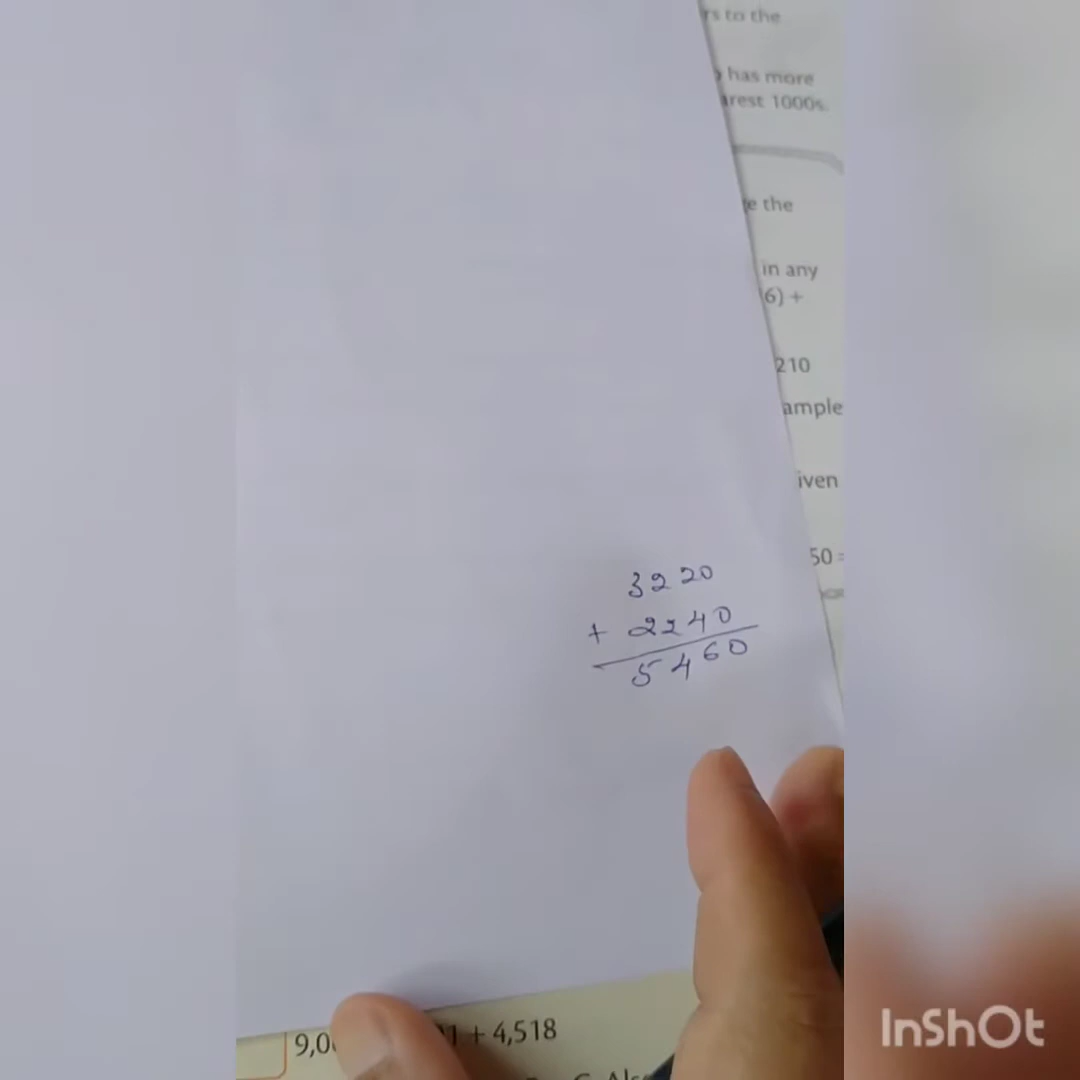 rs to the
has more
arest 1000s.
e the
in any
6) +
210
ample
iven
50 =
3220
+ 2240
5460
9,0
1 + 4,518
InShOt